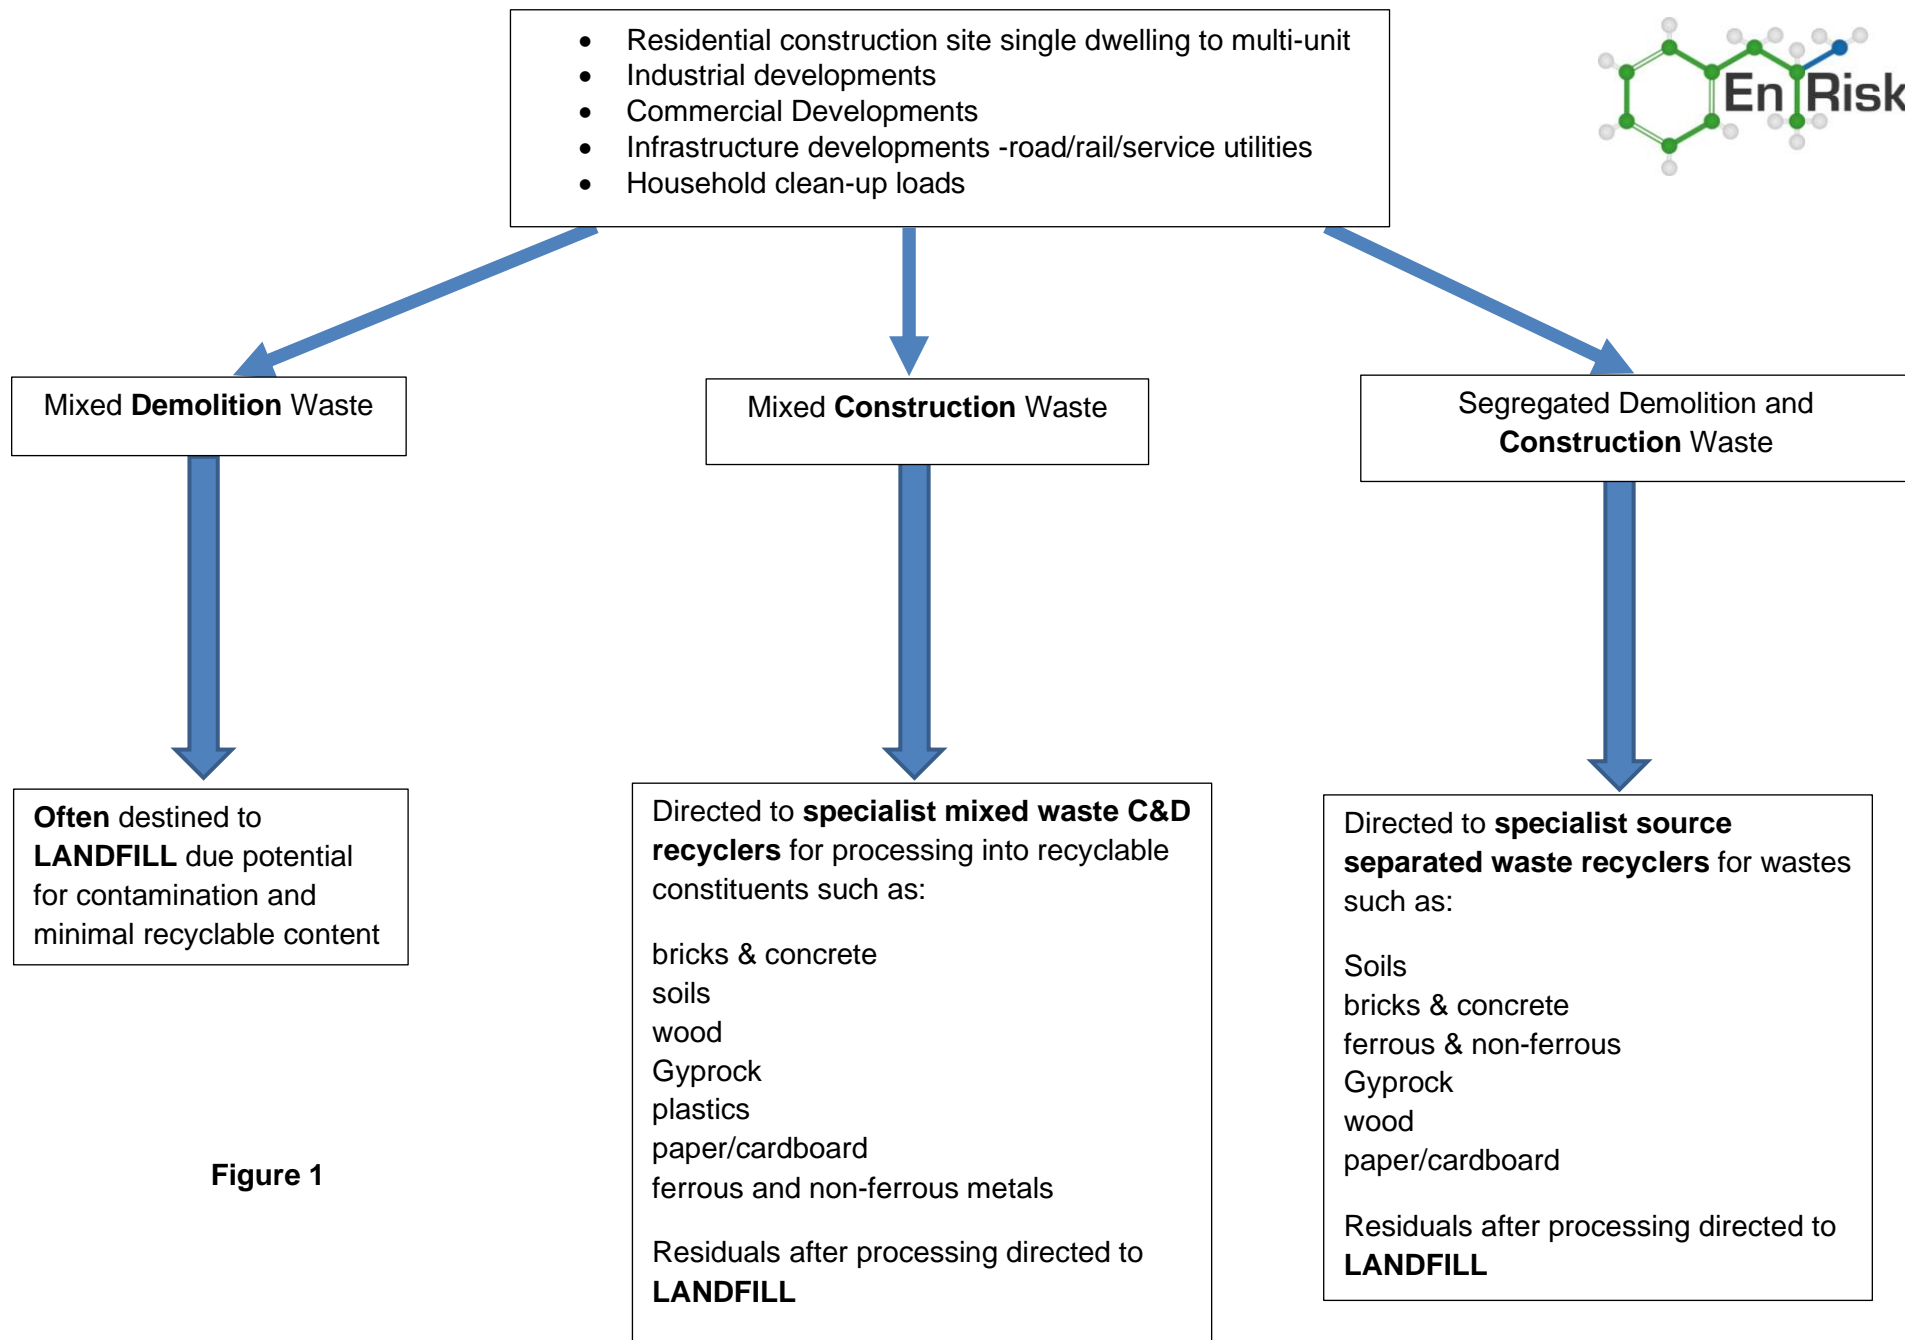 • Residential construction site single dwelling to multi-unit
• Industrial developments
• Commercial Developments
• Infrastructure developments -road/rail/service utilities
• Household clean-up loads
En Risk
Mixed Demolition Waste
Mixed Construction Waste
Segregated Demolition and
Construction Waste
Often destined to
LANDFILL due potential
for contamination and
minimal recyclable content
Directed to specialist mixed waste C&D
recyclers for processing into recyclable
constituents such as:
bricks & concrete
soils
wood
Gyprock
plastics
paper/cardboard
ferrous and non-ferrous metals
Residuals after processing directed to
LANDFILL
Directed to specialist source
separated waste recyclers for wastes
such as:
Soils
bricks & concrete
ferrous & non-ferrous
Gyprock
wood
paper/cardboard
Residuals after processing directed to
LANDFILL
Figure 1